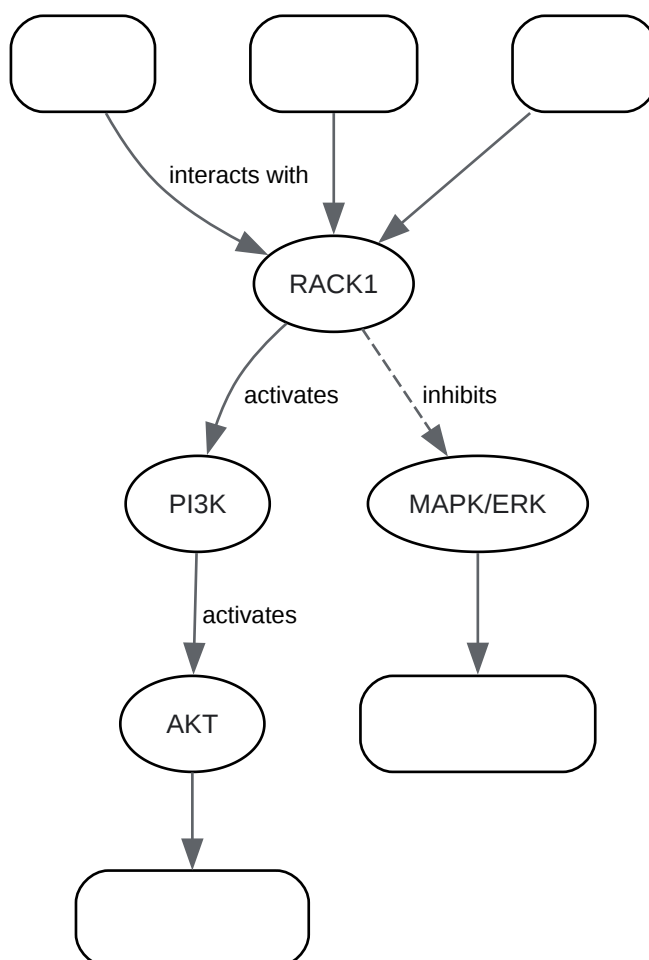 interacts with
RACK1
activates
inhibits
PI3K
MAPK/ERK
activates
AKT